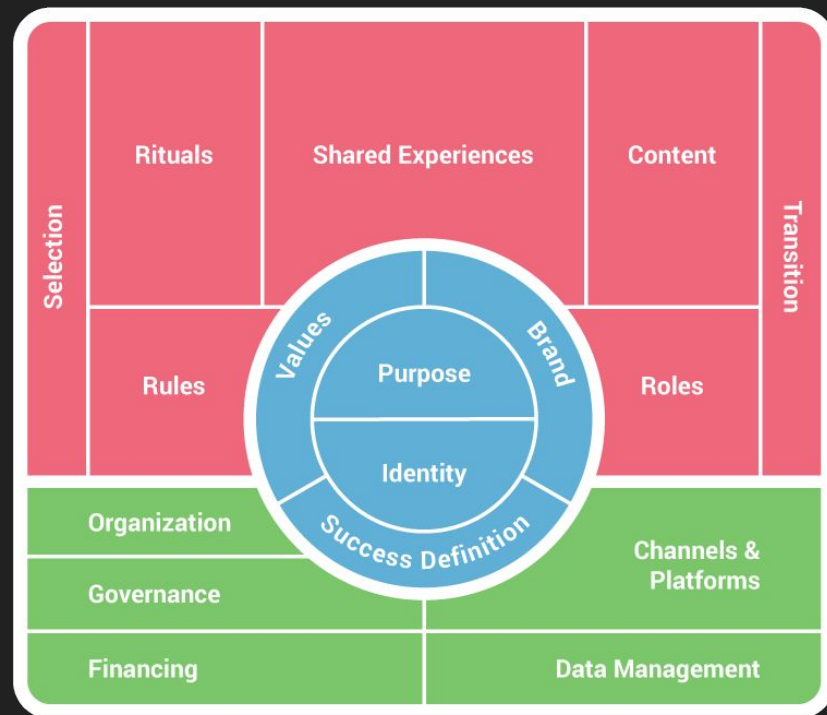 Selection
Rituals
Shared Experiences
Content
Transition
Rules
Roles
Values
Brand
Purpose
Identity
Success Definition
Organization
Governance
Financing
Channels &
Platforms
Data Management